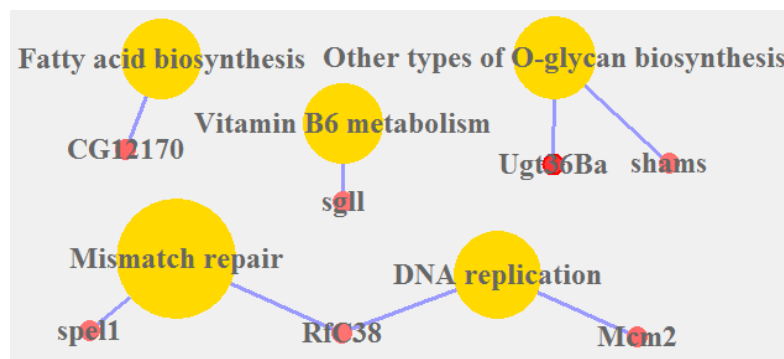 Fatty acid biosynthesis
Other types of O-glycan biosynthesis
Vitamin B6 metabolism
CG12170
Ugt36Ba
shams
sgll
Mismatch repair
DNA replication
spel1
RfC38
Mcm2